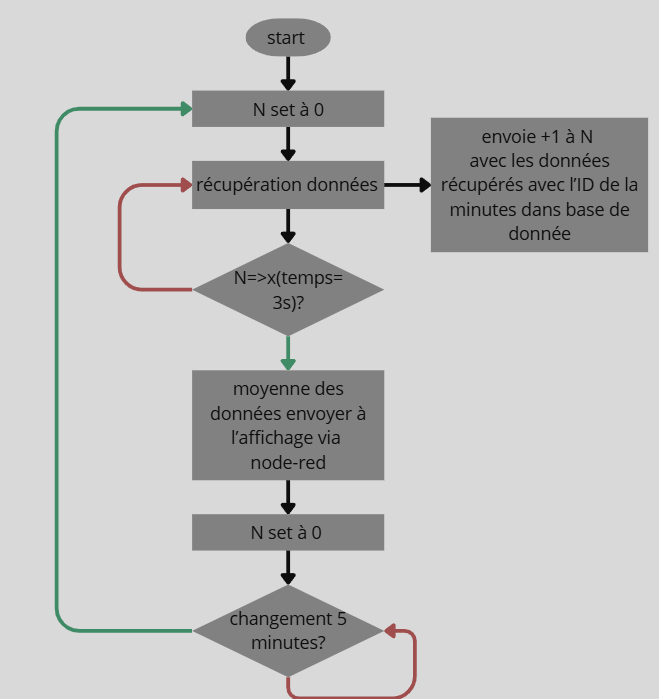 start
N set à 0
envoie +1 à N
avec les données
récupérés avec l'ID de la
minutes dans base de
donnée
récupération données
N=>x(temps=
3s)?
moyenne des
données envoyer à
l'affichage via
node-red
N set à 0
changement 5
minutes?